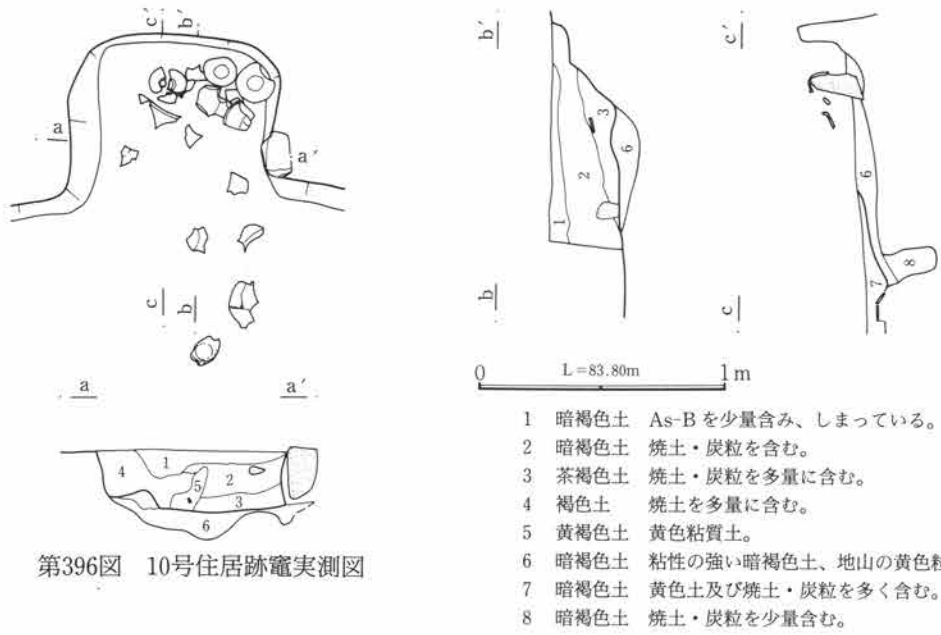 c′
b′
a
a′
c
b
a
a′
4
1
5
2
3
6
第396図 10号住居跡竈実測図
b′
3
6
2
1
b
c′
6
8
7
c
0 L=83.80m 1m
1 暗褐色土 As-Bを少量含み、しまっている。
2 暗褐色土 焼土・炭粒を含む。
3 茶褐色土 焼土・炭粒を多量に含む。
4 褐色土 焼土を多量に含む。
5 黄褐色土 黄色粘質土。
6 暗褐色土 粘性の強い暗褐色土、地山の黄色粒
7 暗褐色土 黄色土及び焼土・炭粒を多く含む。
8 暗褐色土 焼土・炭粒を少量含む。